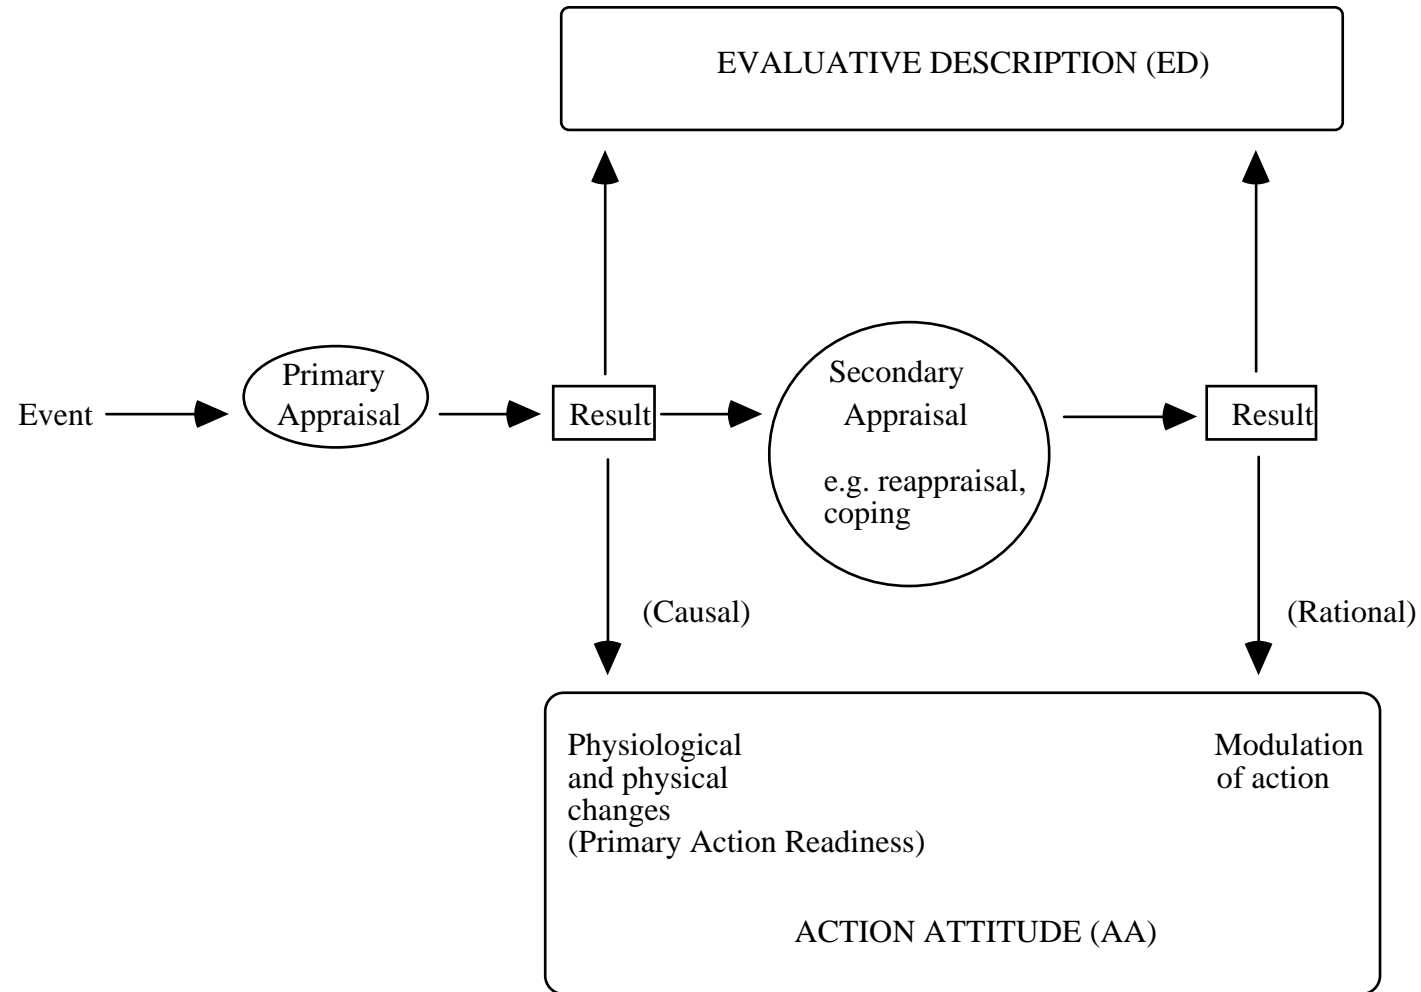 EVALUATIVE DESCRIPTION (ED)
Event
Primary
Appraisal
Result
Secondary
Appraisal
e.g. reappraisal,
coping
Result
(Causal)
(Rational)
Physiological
and physical
changes
(Primary Action Readiness)
Modulation
of action
ACTION ATTITUDE (AA)